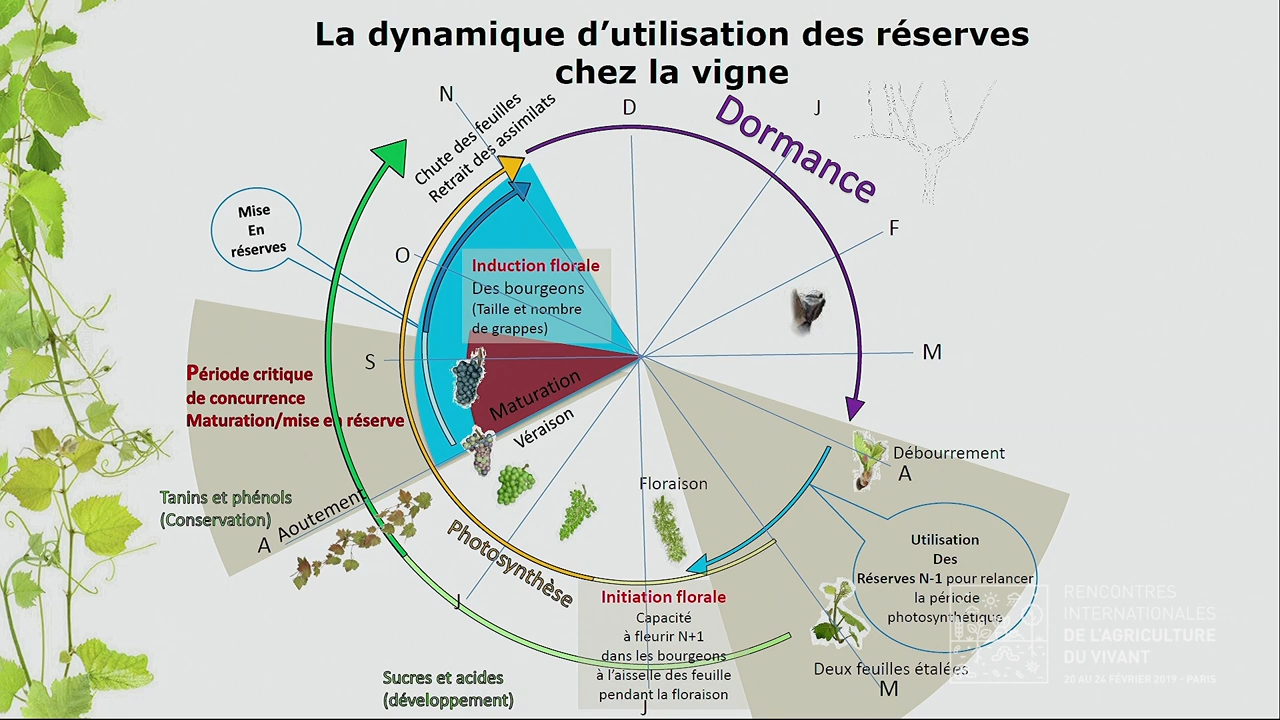 La dynamique d’utilisation des réserves
chez la vigne
N
D
J
Dormance
Chute des feuilles
Retrait des assimilats
Mise
En
réserves
F
O
Induction florale
Des bourgeons
(Taille et nombre
de grappes)
M
S
Période critique
de concurrence
Maturation/mise en réserve
Maturation
Véraison
Débourrement
A
Floraison
Tanins et phénols
(Conservation)
Aoutement
A
Photosynthèse
Utilisation
Des
Réserves N-1 pour relancer
la période
photosynthétique
J
Initiation florale
Capacité
à fleurir N+1
dans les bourgeons
à l’aisselle des feuille
pendant la floraison
J
Sucres et acides
(développement)
Deux feuilles étalées
M
RENCONTRES
INTERNATIONALES
DE L'AGRICULTURE
DU VIVANT
20 AU 24 FÉVRIER 2019 - PARIS